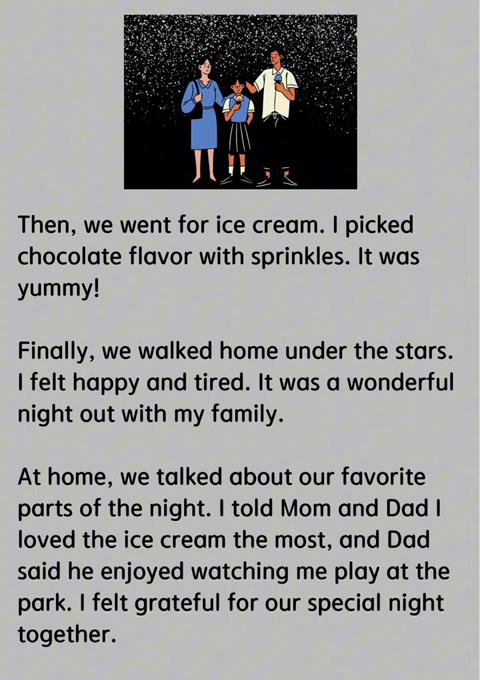 Then, we went for ice cream. I picked
chocolate flavor with sprinkles. It was
yummy!
Finally, we walked home under the stars.
I felt happy and tired. It was a wonderful
night out with my family.
At home, we talked about our favorite
parts of the night. I told Mom and Dad I
loved the ice cream the most, and Dad
said he enjoyed watching me play at the
park. I felt grateful for our special night
together.